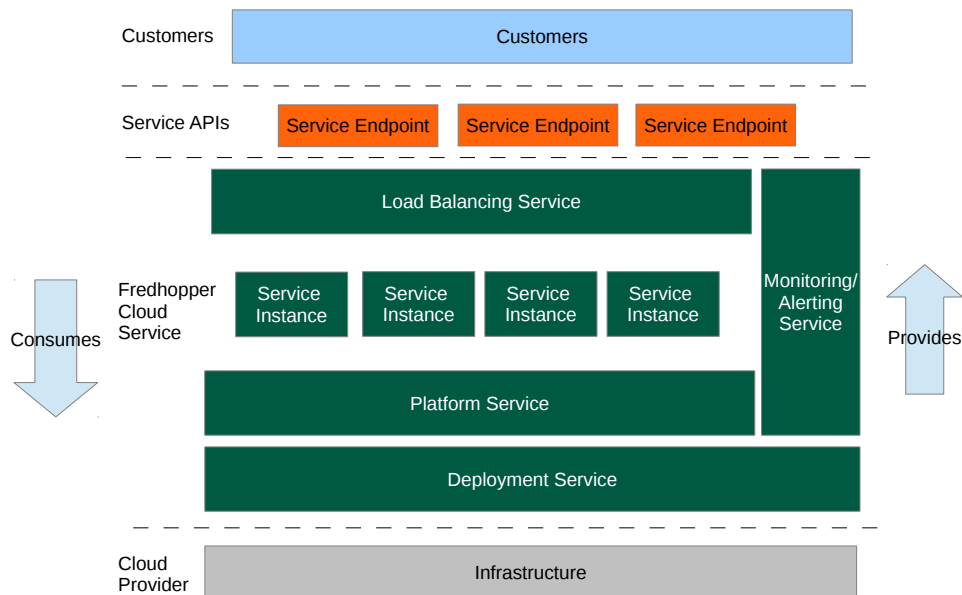 Customers
Customers
Service APIs
Service Endpoint
Service Endpoint
Service Endpoint
Load Balancing Service
Fredhopper
Cloud
Service
Service
Instance
Service
Instance
Service
Instance
Service
Instance
Monitoring/
Alerting
Service
Consumes
Provides
Platform Service
Deployment Service
Cloud
Provider
Infrastructure